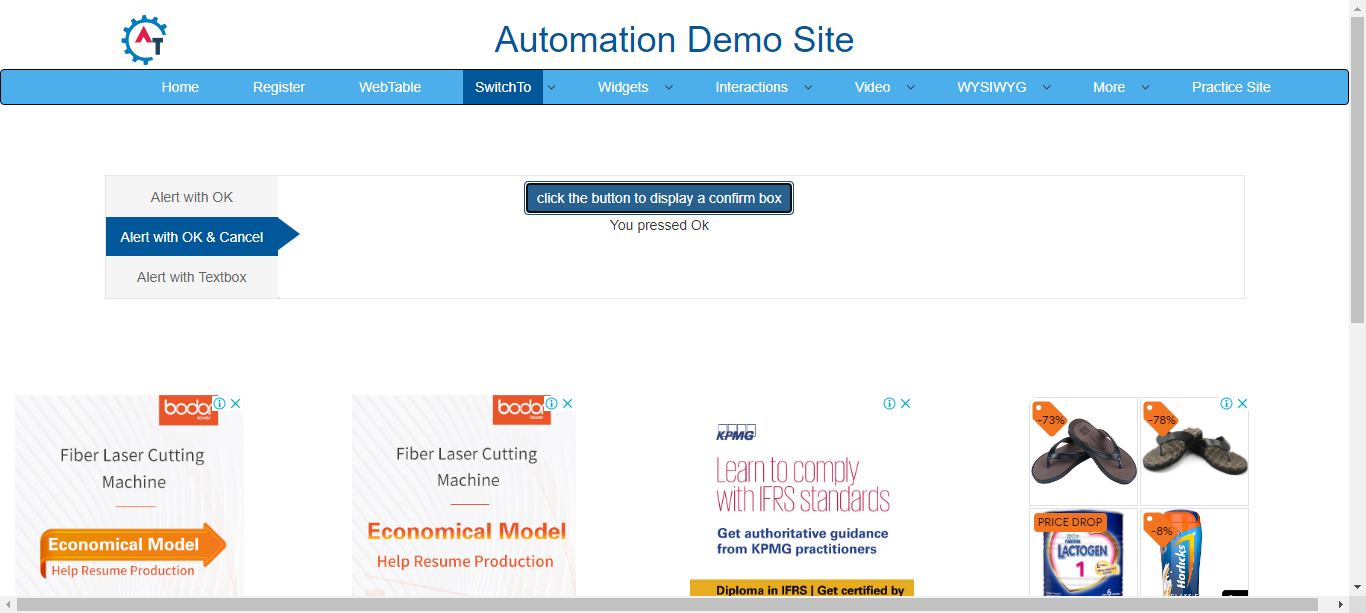 AT
Automation Demo Site
Home Register WebTable SwitchTo Widgets Interactions Video WYSIWYG More Practice Site
Alert with OK
click the button to display a confirm box
You pressed Ok
Alert with OK & Cancel
Alert with Textbox
bodor
Fiber Laser Cutting
Machine
Economical Model
Help Resume Production
bodor
Fiber Laser Cutting
Machine
Economical Model
Help Resume Production
KPMG
Learn to comply
with IFRS standards
Get authoritative guidance
from KPMG practitioners
Diploma in IFRS | Get certified by
-73%
-78%
PRICE DROP
LACTOGEN
1
-8%
Horlicks